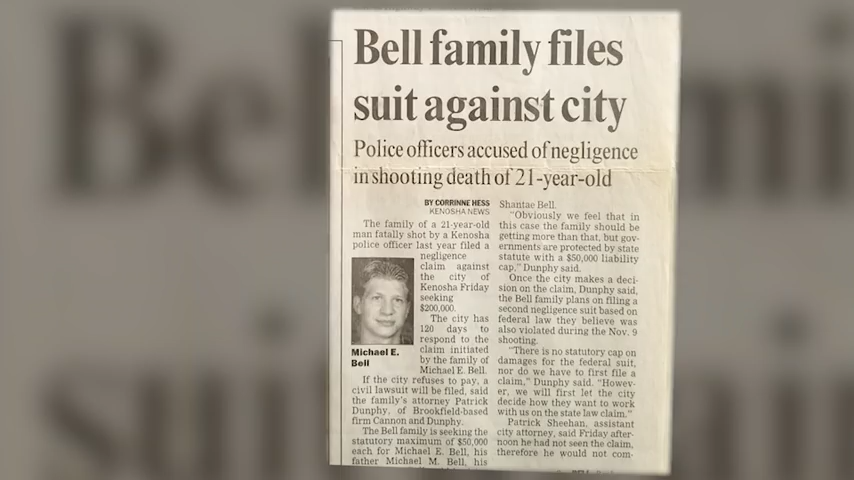 Bell family files
suit against city
Police officers accused of negligence
in shooting death of 21-year-old
BY CORRINNE HESS
KENOSHA NEWS
The family of a 21-year-old
man fatally shot by a Kenosha
police officer last year filed a
negligence
claim against
the city of
Kenosha Friday
seeking
$200,000.
The city has
120 days to
respond to the
claim initiated
by the family of
Michael E. Bell.
Michael E.
Bell
If the city refuses to pay, a
civil lawsuit will be filed, said
the family's attorney Patrick
Dunphy, of Brookfield-based
firm Cannon and Dunphy.
The Bell family is seeking the
statutory maximum of $50,000
each for Michael E. Bell, his
father Michael M. Bell, his
Shantae Bell.
"Obviously we feel that in
this case the family should be
getting more than that, but gov-
ernments are protected by state
statute with a $50,000 liability
cap," Dunphy said.
Once the city makes a deci-
sion on the claim, Dunphy said,
the Bell family plans on filing a
second negligence suit based on
federal law they believe was
also violated during the Nov. 9
shooting.
"There is no statutory cap on
damages for the federal suit,
nor do we have to first file a
claim," Dunphy said. "Howev-
er, we will first let the city
decide how they want to work
with us on the state law claim."
Patrick Sheehan, assistant
city attorney, said Friday after-
noon he had not seen the claim,
therefore he would not com-